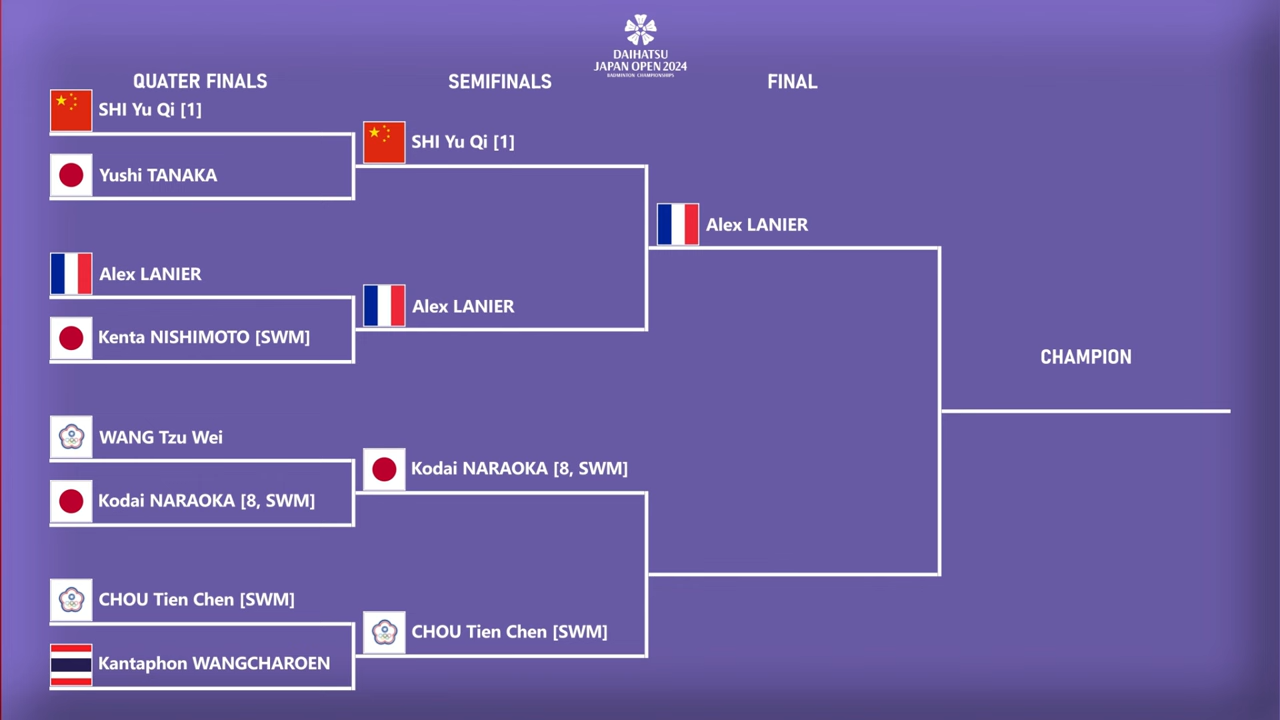 DAIHATSU
JAPAN OPEN 2024
BADMINTON CHAMPIONSHIPS
QUATER FINALS
SEMIFINALS
FINAL
SHI Yu Qi [1]
Yushi TANAKA
Alex LANIER
Kenta NISHIMOTO [SWM]
WANG Tzu Wei
Kodai NARAOKA [8, SWM]
CHOU Tien Chen [SWM]
Kantaphon WANGCHAROEN
SHI Yu Qi [1]
Alex LANIER
Kodai NARAOKA [8, SWM]
CHOU Tien Chen [SWM]
Alex LANIER
CHAMPION